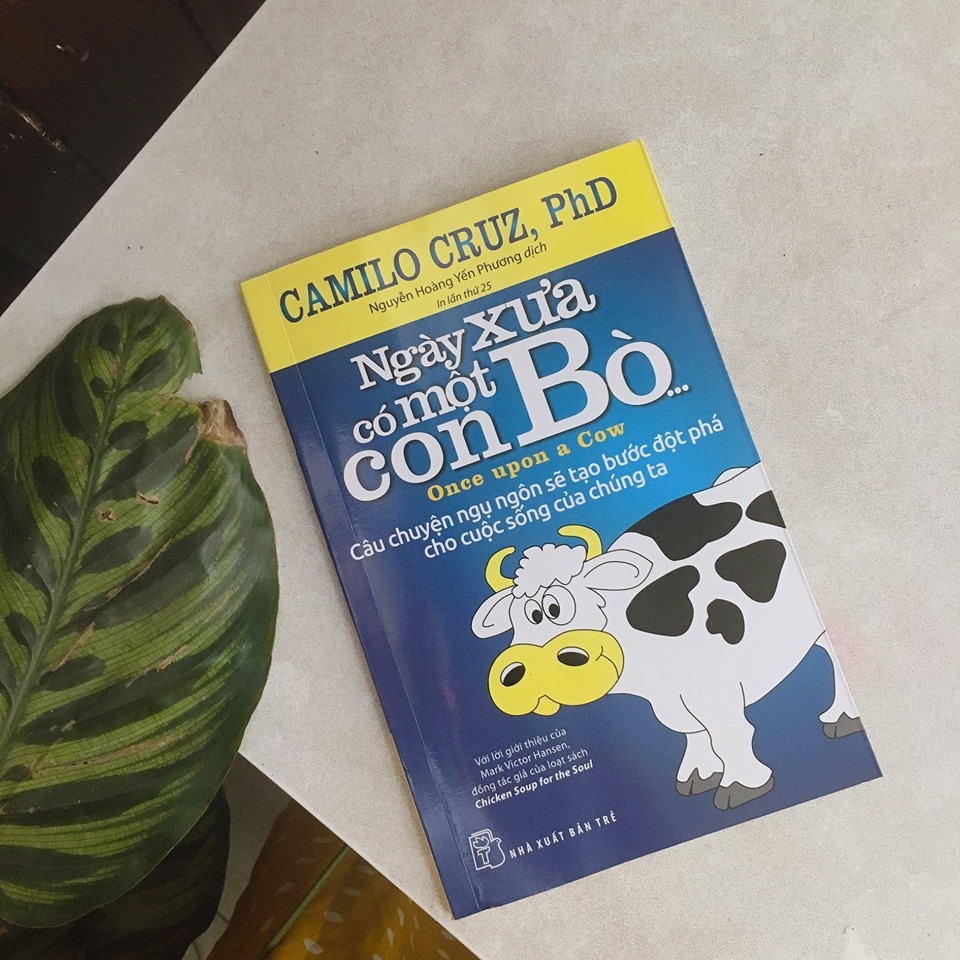 CAMILO CRUZ, PhD
Nguyễn Hoàng Yến Phương dịch
In lần thứ 25
Ngày xưa
có một
con Bò...
Once upon a Cow
Câu chuyện ngụ ngôn sẽ tạo bước đột phá
cho cuộc sống của chúng ta
Với lời giới thiệu của
Mark Victor Hansen,
đồng tác giả của loạt sách
Chicken Soup for the Soul
NHÀ XUẤT BẢN TRẺ